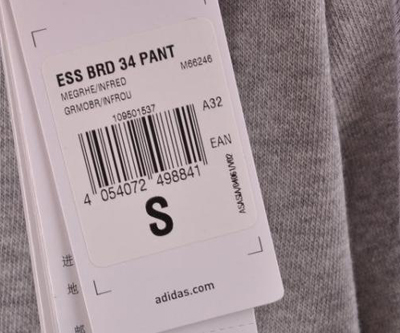 ESS BRD 34 PANT
MEGRHE/INFRED
M66246
GRMOBR/INFROU
109501537
A32
EAN
4 054072 498841
S
adidas.com
进
地
邮